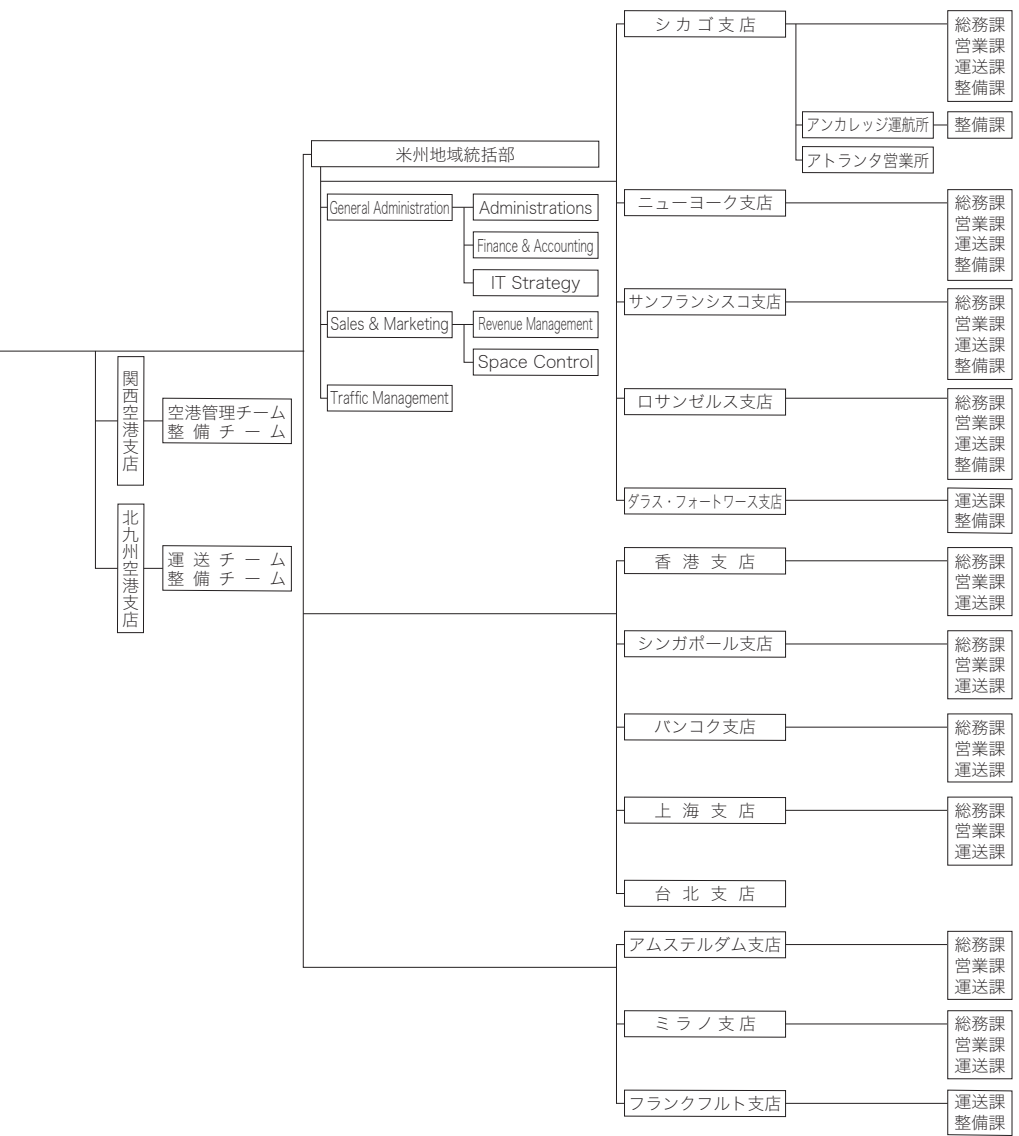 シカゴ支店
総務課
営業課
運送課
整備課
アンカレッジ運航所
整備課
アトランタ営業所
米州地域統括部
General Administration
Administrations
Finance & Accounting
IT Strategy
Sales & Marketing
Revenue Management
Space Control
Traffic Management
ニューヨーク支店
総務課
営業課
運送課
整備課
サンフランシスコ支店
総務課
営業課
運送課
整備課
ロサンゼルス支店
総務課
営業課
運送課
整備課
ダラス・フォートワース支店
運送課
整備課
関西空港支店
空港管理チーム
整備チーム
北九州空港支店
運送チーム
整備チーム
香港支店
総務課
営業課
運送課
シンガポール支店
総務課
営業課
運送課
バンコク支店
総務課
営業課
運送課
上海支店
総務課
営業課
運送課
台北支店
アムステルダム支店
総務課
営業課
運送課
ミラノ支店
総務課
営業課
運送課
フランクフルト支店
運送課
整備課